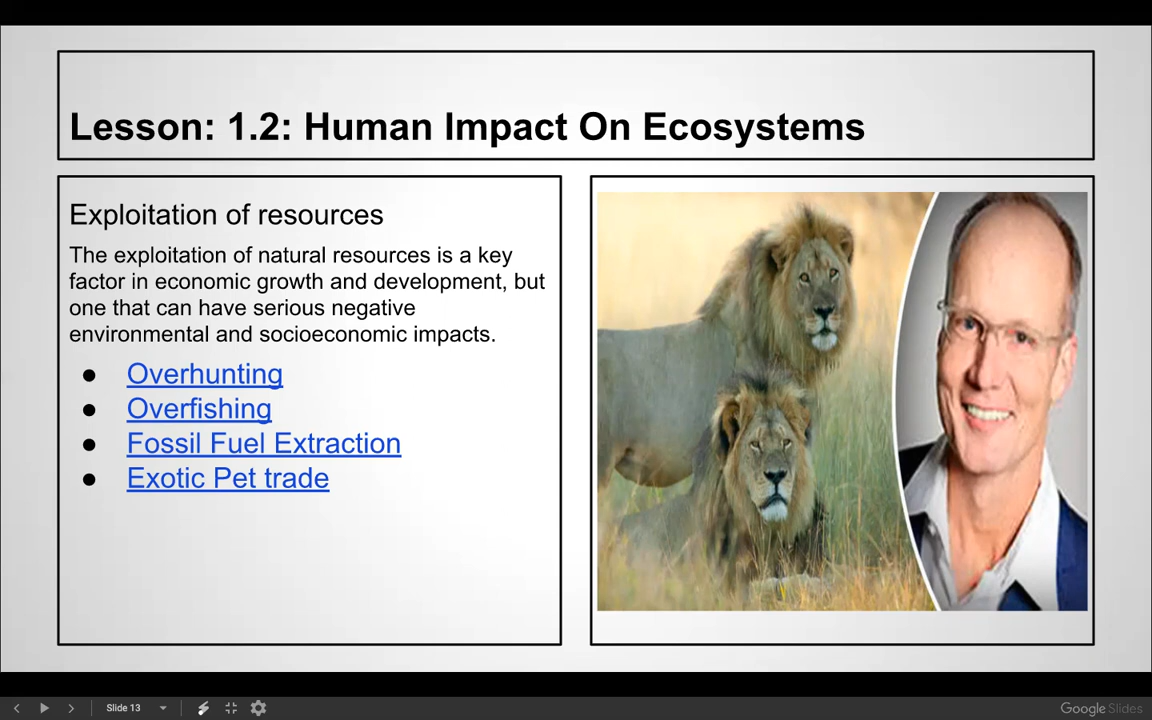 Lesson: 1.2: Human Impact On Ecosystems
Exploitation of resources
The exploitation of natural resources is a key
factor in economic growth and development, but
one that can have serious negative
environmental and socioeconomic impacts.
● Overhunting
● Overfishing
● Fossil Fuel Extraction
● Exotic Pet trade
Slide 13
Google Slides